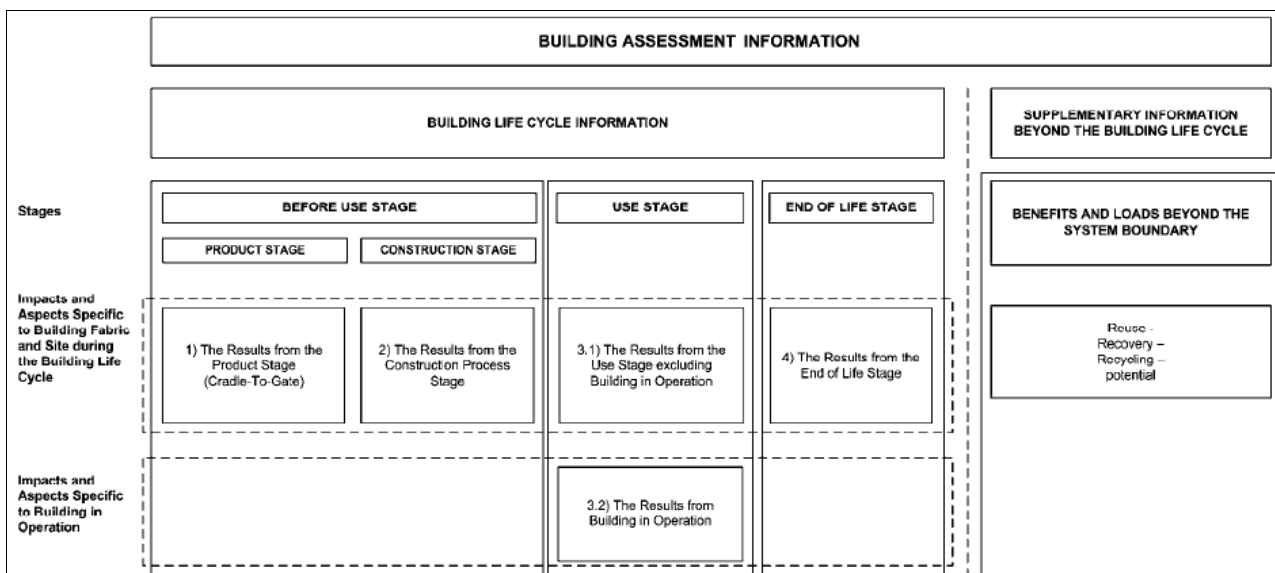 BUILDING ASSESSMENT INFORMATION
BUILDING LIFE CYCLE INFORMATION
SUPPLEMENTARY INFORMATION
BEYOND THE BUILDING LIFE CYCLE
Stages
BEFORE USE STAGE
USE STAGE
END OF LIFE STAGE
BENEFITS AND LOADS BEYOND THE
SYSTEM BOUNDARY
PRODUCT STAGE
CONSTRUCTION STAGE
Impacts and
Aspects Specific
to Building Fabric
and Site during
the Building Life
Cycle
1) The Results from the
Product Stage
(Cradle-To-Gate)
2) The Results from the
Construction Process
Stage
3.1) The Results from the
Use Stage excluding
Building in Operation
4) The Results from the
End of Life Stage
Reuse -
Recovery –
Recycling –
potential
Impacts and
Aspects Specific
to Building in
Operation
3.2) The Results from
Building in Operation